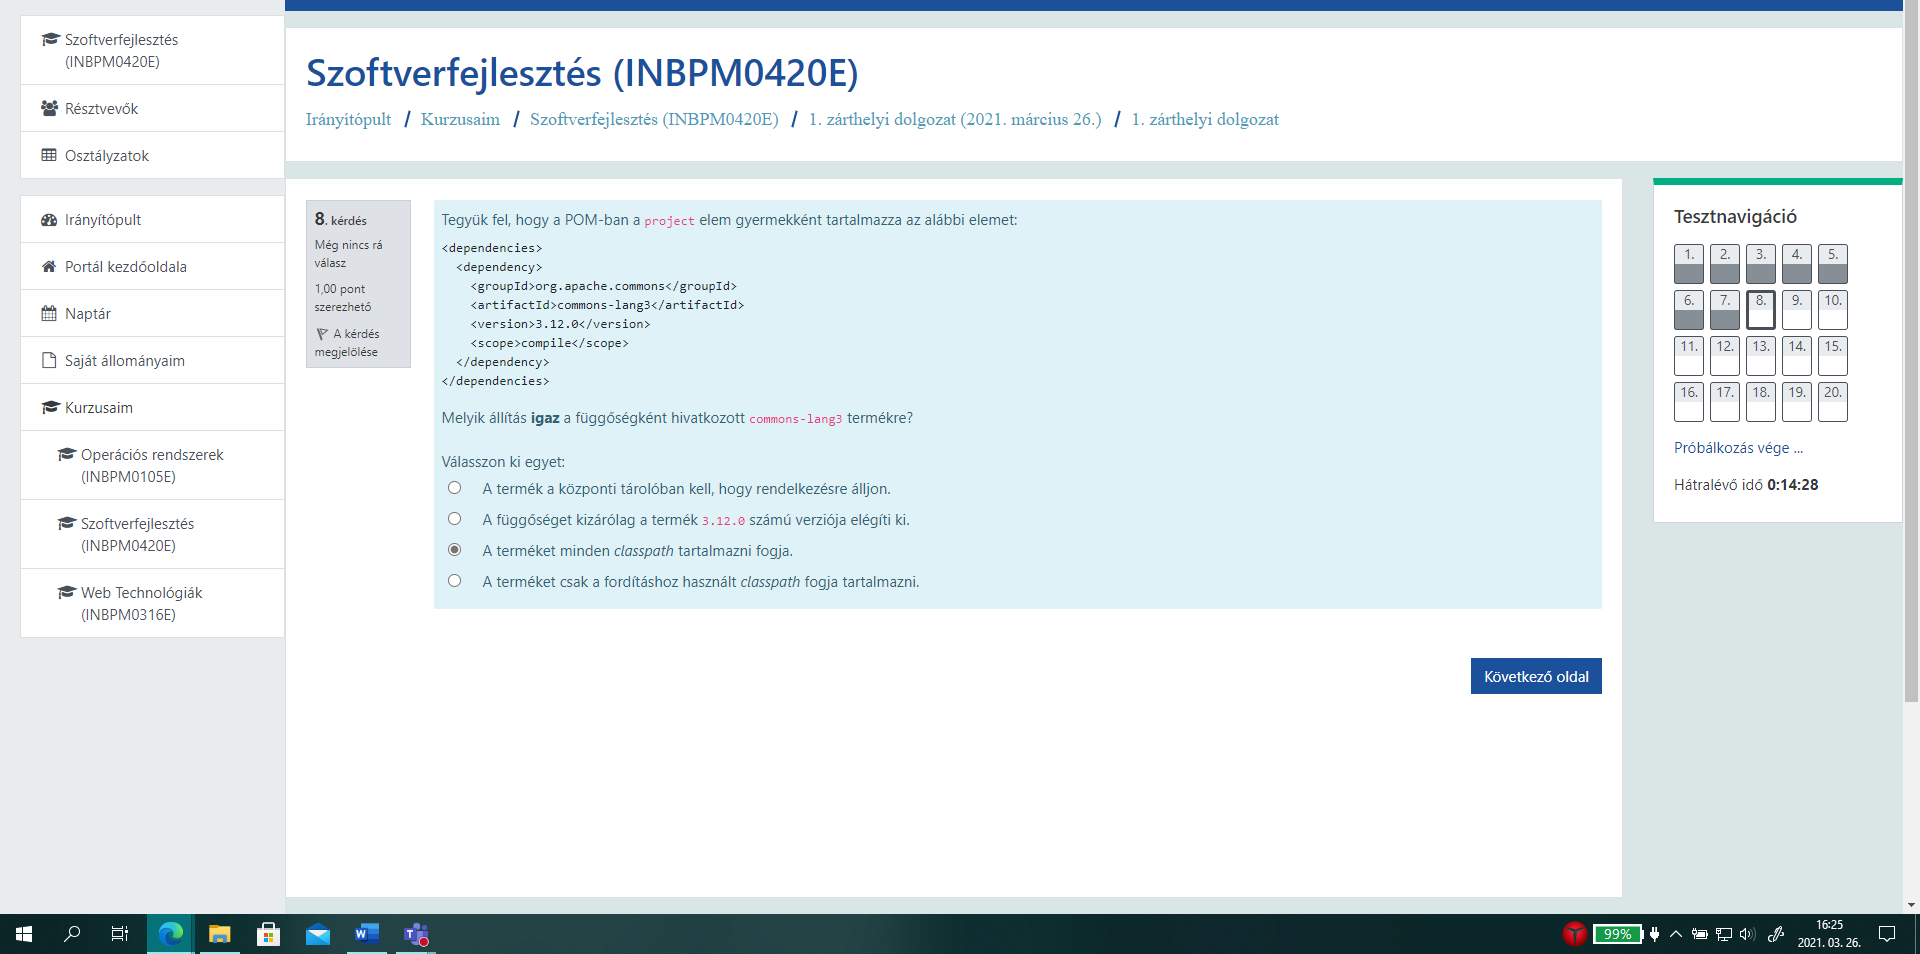 Szoftverfejlesztés
(INBPM0420E)
Résztvevők
Osztályzatok
Irányítópult
Portál kezdőoldala
Naptár
Saját állományaim
Kurzusaim
Operációs rendszerek
(INBPM0105E)
Szoftverfejlesztés
(INBPM0420E)
Web Technológiák
(INBPM0316E)
Szoftverfejlesztés (INBPM0420E)
Irányítópult / Kurzusaim / Szoftverfejlesztés (INBPM0420E) / 1. zárthelyi dolgozat (2021. március 26.) / 1. zárthelyi dolgozat
8. kérdés
Még nincs rá
válasz
1,00 pont
szerezhető
A kérdés
megjelölése
Tegyük fel, hogy a POM-ban a project elem gyermekként tartalmazza az alábbi elemet:
<dependencies>
<dependency>
<groupId>org.apache.commons</groupId>
<artifactId>commons-lang3</artifactId>
<version>3.12.0</version>
<scope>compile</scope>
</dependency>
</dependencies>
Melyik állítás igaz a függőségként hivatkozott commons-lang3 termékre?
Válasszon ki egyet:
A termék a központi tárolóban kell, hogy rendelkezésre álljon.
A függőséget kizárólag a termék 3.12.0 számú verziója elégíti ki.
A terméket minden classpath tartalmazni fogja.
A terméket csak a fordításhoz használt classpath fogja tartalmazni.
Következő oldal
Tesztnavigáció
1. 2. 3. 4. 5.
6. 7. 8. 9. 10.
11. 12. 13. 14. 15.
16. 17. 18. 19. 20.
Próbálkozás vége ...
Hátralévő idő 0:14:28
99%
16:25
2021. 03. 26.